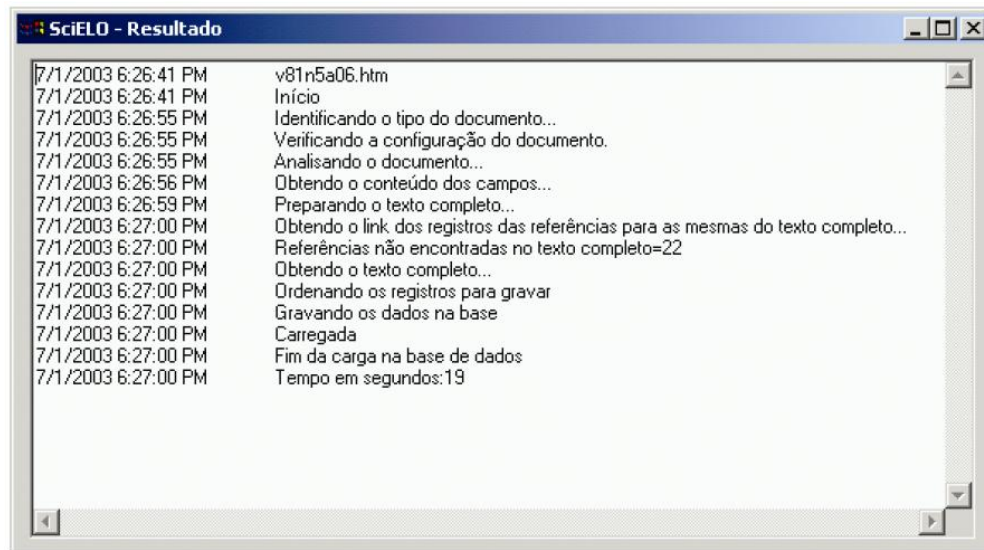 SciELO - Resultado
7/1/2003 6:26:41 PM v81n5a06.htm
7/1/2003 6:26:41 PM Início
7/1/2003 6:26:55 PM Identificando o tipo do documento...
7/1/2003 6:26:55 PM Verificando a configuração do documento.
7/1/2003 6:26:55 PM Analisando o documento...
7/1/2003 6:26:56 PM Obtendo o conteúdo dos campos...
7/1/2003 6:26:59 PM Preparando o texto completo...
7/1/2003 6:27:00 PM Obtendo o link dos registros das referências para as mesmas do texto completo...
7/1/2003 6:27:00 PM Referências não encontradas no texto completo=22
7/1/2003 6:27:00 PM Obtendo o texto completo...
7/1/2003 6:27:00 PM Ordenando os registros para gravar
7/1/2003 6:27:00 PM Gravando os dados na base
7/1/2003 6:27:00 PM Carregada
7/1/2003 6:27:00 PM Fim da carga na base de dados
7/1/2003 6:27:00 PM Tempo em segundos:19